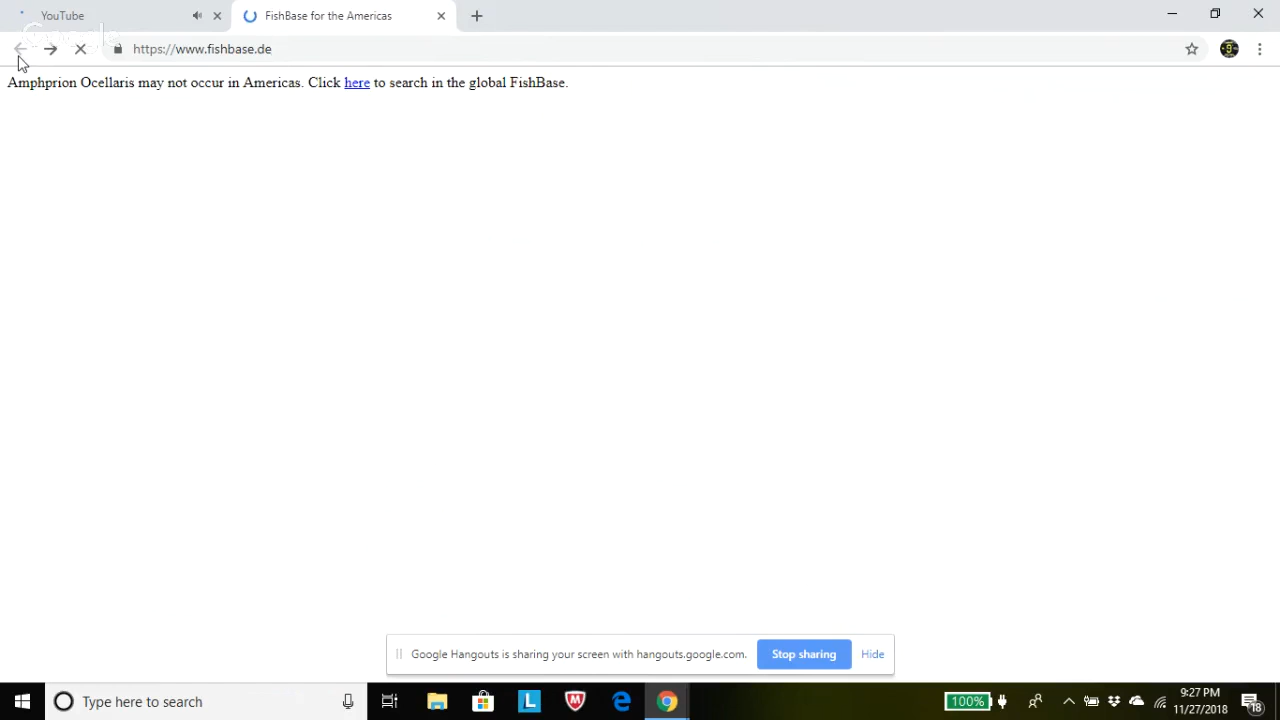 YouTube
FishBase for the Americas
Google
https://www.fishbase.de
Amphprion Ocellaris may not occur in Americas. Click here to search in the global FishBase.
Google Hangouts is sharing your screen with hangouts.google.com.
Stop sharing
Hide
Type here to search
L
100%
9:27 PM
11/27/2018
18